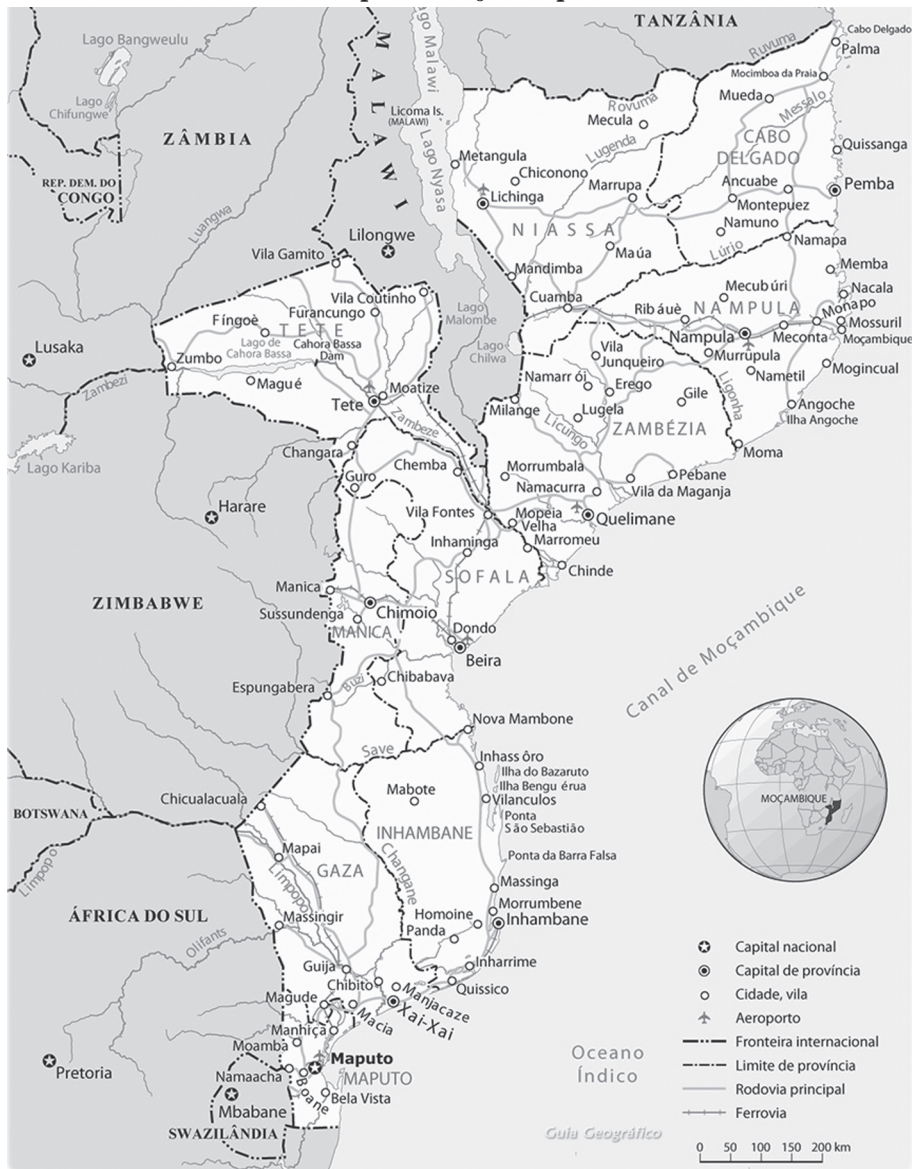 TANZÂNIA
Cabo Delgado
Palma
Ruvuma
Lago Bangweulu
Lago Malawi
MALAWI
Mocimboa da Praia
Mueda
Messalo
Lago
Chifungwe
Licoma Is.
(MALAWI)
Rovuma
Mecula
CABO
DELGADO
ZÂMBIA
Lago Nyasa
Lugenda
Quissanga
Metangula
Chiconono
REP. DEM. DO
CONGO
Lichinga
Marrupa
Ancuabe
Pemba
Montepuez
Luangwa
NIASSA
Namuno
Lilongwe
Maúa
Lúrio
Namapa
Vila Gamito
Mandimba
Memba
Vila Coutinho
Furancungo
Cuamba
Mecubúri
Nacala
Fíngoè
TETE
Lago
Malombe
Ribáuè
NAMPULA
Monapo
Lago de
Cahora Bassa
Cahora Bassa
Dam
Lago
Chilwa
Nampula
Meconta
Mossuril
Moçambique
Lusaka
Zumbo
Vila
Junqueiro
Murrupula
Mogincual
Zambezi
Magué
Moatize
Namarrói
Erego
Nametil
Tete
Gile
Ligonha
Milange
Lugela
Angoche
Ilha Angoche
Zambeze
Licungo
ZAMBÉZIA
Lago Kariba
Changara
Moma
Chemba
Morrumbala
Pebane
Guro
Namacurra
Vila da Maganja
Harare
Vila Fontes
Mopeia
Velha
Quelimane
Inhaminga
Marromeu
SOFALA
Chinde
Manica
ZIMBABWE
Sussundenga
Chimoio
MANICA
Dondo
Beira
Canal de Moçambique
Espungabera
Buzi
Chibabava
Nova Mambone
Save
Inhassôro
Ilha do Bazaruto
Ilha Benguérua
Mabote
Vilanculos
MOÇAMBIQUE
Chicualacuala
Ponta
São Sebastião
BOTSWANA
INHAMBANE
Mapai
Changane
Ponta da Barra Falsa
Limpopo
GAZA
Limpopo
Massinga
Morrumbene
ÁFRICA DO SUL
Massingir
Homoine
Inhambane
Olifants
Panda
Capital nacional
Guija
Inharrime
Capital de província
Chibito
Manjacaze
Quissico
Cidade, vila
Magude
Macia
Xai-Xai
Aeroporto
Manhiça
Moamba
Fronteira internacional
Maputo
Oceano
Índico
Limite de província
Pretoria
Namaacha
MAPUTO
Rodovia principal
Boane
Bela Vista
Mbabane
Ferrovia
SWAZILÂNDIA
Guia Geográfico
0 50 100 150 200 km